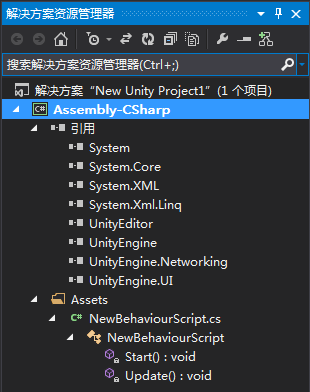 解决方案资源管理器
搜索解决方案资源管理器(Ctrl+;)
解决方案“New Unity Project1”(1 个项目)
C# Assembly-CSharp
引用
System
System.Core
System.XML
System.Xml.Linq
UnityEditor
UnityEngine
UnityEngine.Networking
UnityEngine.UI
Assets
C# NewBehaviourScript.cs
NewBehaviourScript
Start() : void
Update() : void